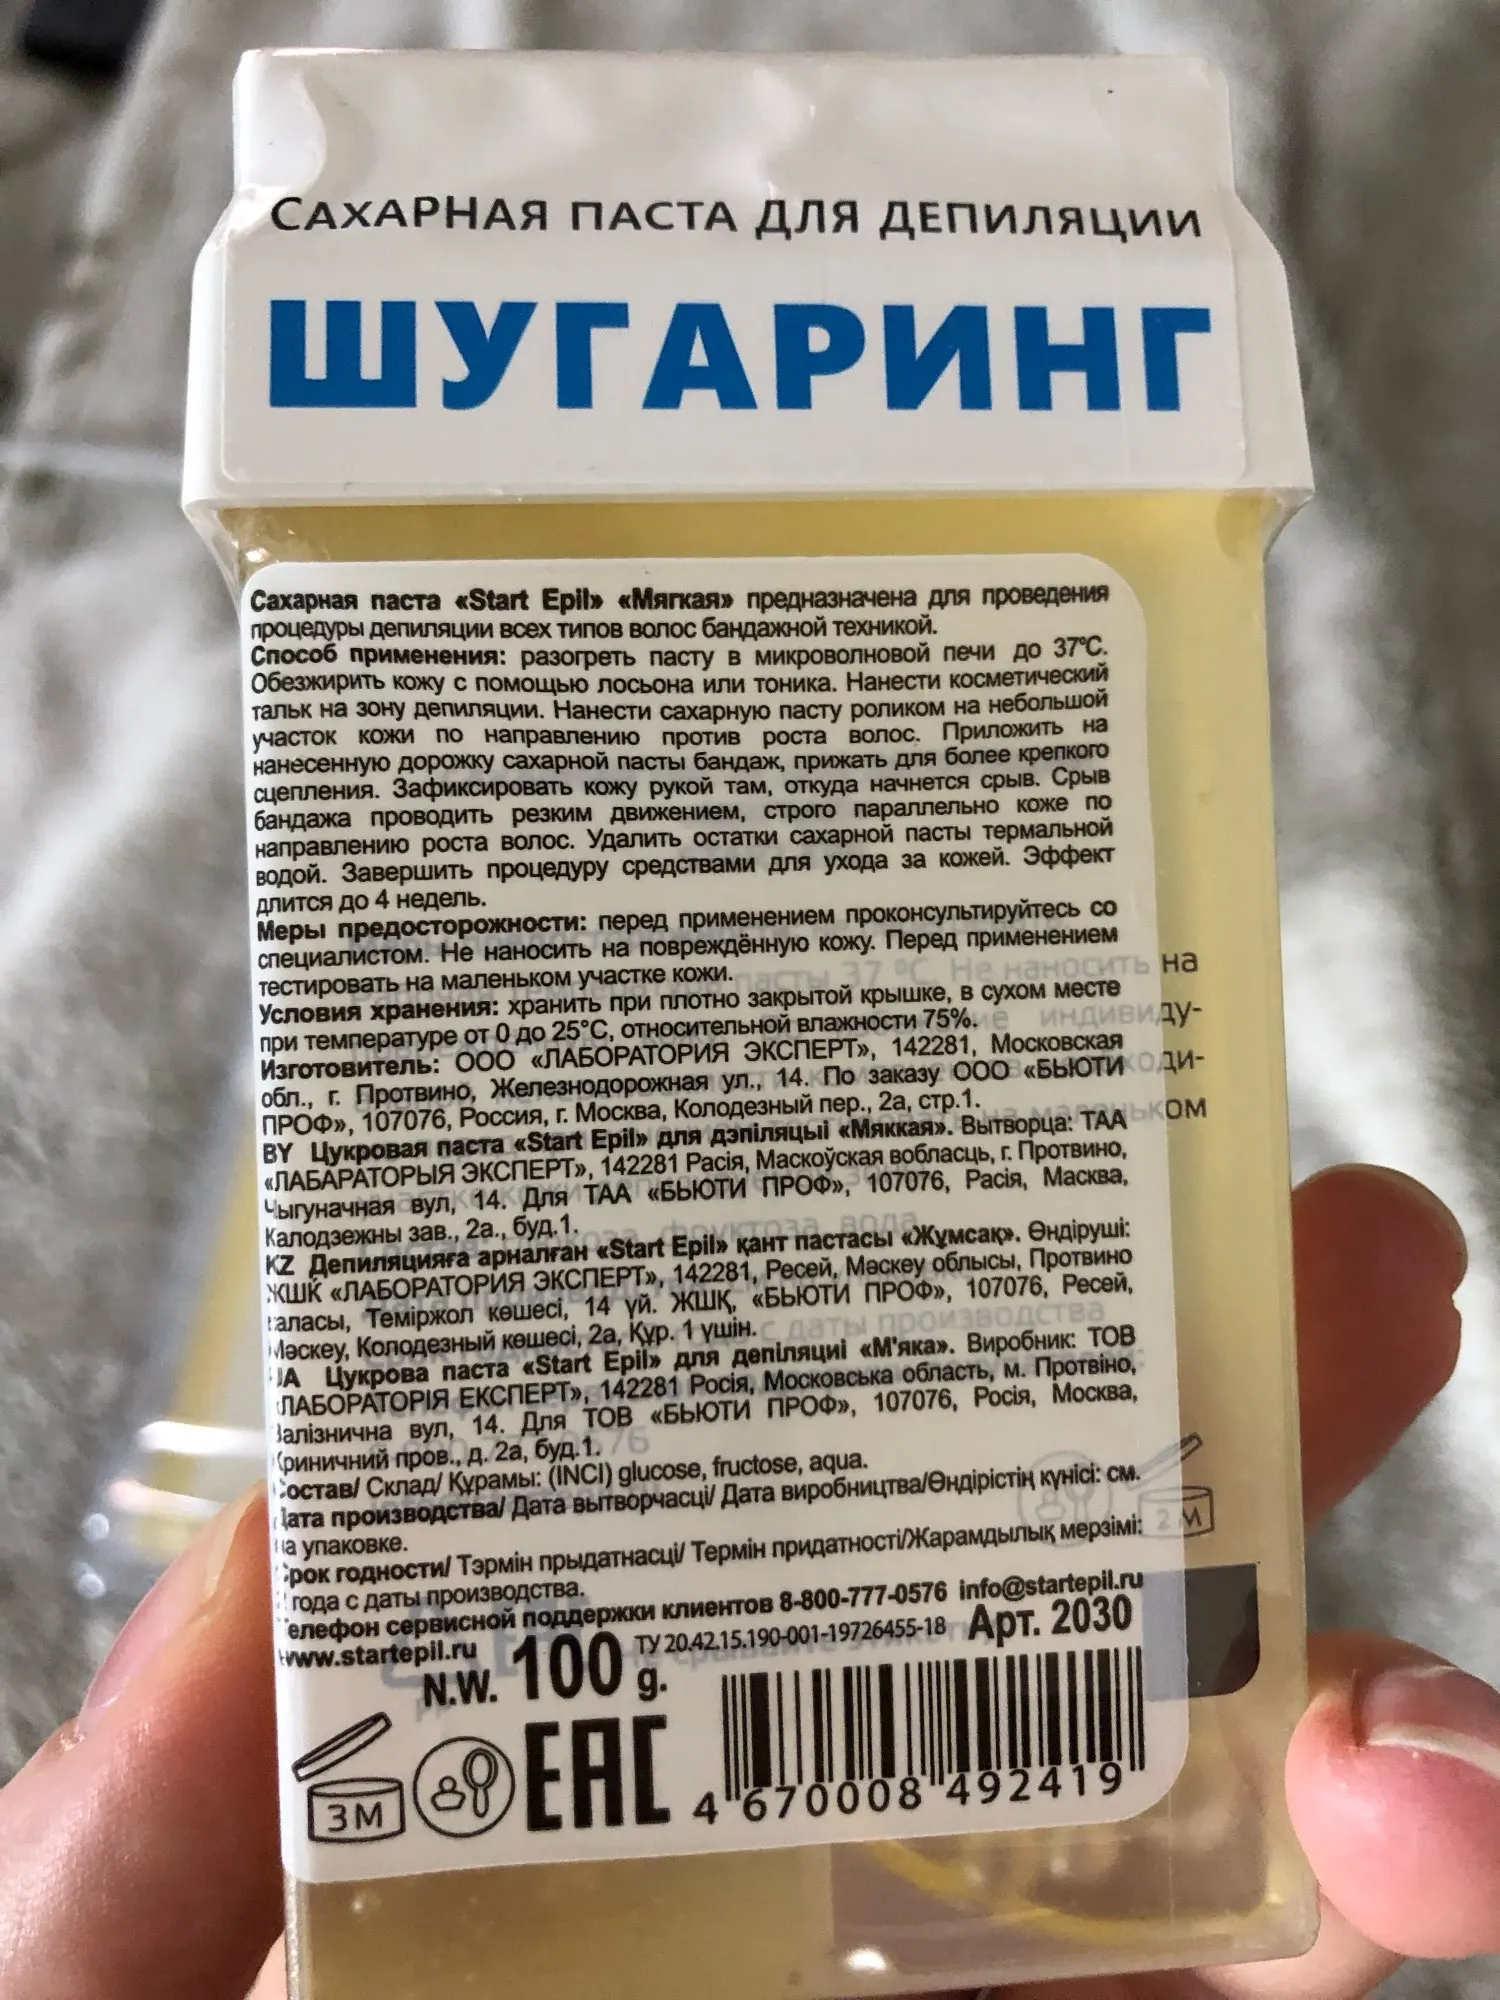 САХАРНАЯ ПАСТА ДЛЯ ДЕПИЛЯЦИИ
ШУГАРИНГ
Сахарная паста «Start Epil» «Мягкая» предназначена для проведения
процедуры депиляции всех типов волос бандажной техникой.
Способ применения: разогреть пасту в микроволновой печи до 37°С.
Обезжирить кожу с помощью лосьона или тоника. Нанести косметический
тальк на зону депиляции. Нанести сахарную пасту роликом на небольшой
участок кожи по направлению против роста волос. Приложить на
нанесенную дорожку сахарной пасты бандаж, прижать для более крепкого
сцепления. Зафиксировать кожу рукой там, откуда начнется срыв. Срыв
бандажа проводить резким движением, строго параллельно коже по
направлению роста волос. Удалить остатки сахарной пасты термальной
водой. Завершить процедуру средствами для ухода за кожей. Эффект
длится до 4 недель.
Меры предосторожности: перед применением проконсультируйтесь со
специалистом. Не наносить на повреждённую кожу. Перед применением
тестировать на маленьком участке кожи.
Условия хранения: хранить при плотно закрытой крышке, в сухом месте
при температуре от 0 до 25°С, относительной влажности 75%.
Изготовитель: ООО «ЛАБОРАТОРИЯ ЭКСПЕРТ», 142281, Московская
обл., г. Протвино, Железнодорожная ул., 14. По заказу ООО «БЬЮТИ
ПРОФ», 107076, Россия, г. Москва, Колодезный пер., 2а, стр.1.
BY Цукровая паста «Start Epil» для дэпіляцыі «Мяккая». Вытворца: ТАА
«ЛАБАРАТОРЫЯ ЭКСПЕРТ», 142281 Расія, Маскоўская вобласць, г. Протвино,
Чыгуначная вул, 14. Для ТАА «БЬЮТИ ПРОФ», 107076, Расія, Масква,
Калодзежны зав., 2а., буд.1.
KZ Депиляцияға арналған «Start Epil» қант пастасы «Жұмсақ». Өндіруші:
ЖШҚ «ЛАБОРАТОРИЯ ЭКСПЕРТ», 142281, Ресей, Мәскеу облысы, Протвино
аласы, Теміржол көшесі, 14 үй. ЖШҚ, «БЬЮТИ ПРОФ», 107076, Ресей,
Мәскеу, Колодезный көшесі, 2а, Құр. 1 үшін.
UA Цукрова паста «Start Epil» для депіляциі «М'яка». Виробник: ТОВ
ЛАБОРАТОРІЯ ЕКСПЕРТ», 142281 Росія, Московська область, м. Протвіно,
Залізнична вул, 14. Для ТОВ «БЬЮТИ ПРОФ», 107076, Росія, Москва,
Криничний пров., д. 2а, буд.1.
Состав/ Склад/ Құрамы: (INCI) glucose, fructose, aqua.
Дата производства/ Дата вытворчасці/ Дата виробництва/Өндірістің күнісі: см.
на упаковке.
Срок годности/ Тэрмін прыдатнасці/ Термін придатності/Жарамдылық мерзімі:
года с даты производства.
Телефон сервисной поддержки клиентов 8-800-777-0576 info@startepil.ru
www.startepil.ru
ТУ 20.42.15.190-001-19726455-18 Арт. 2030
N.W. 100 g.
3М
ЕАС
4 670008 492419